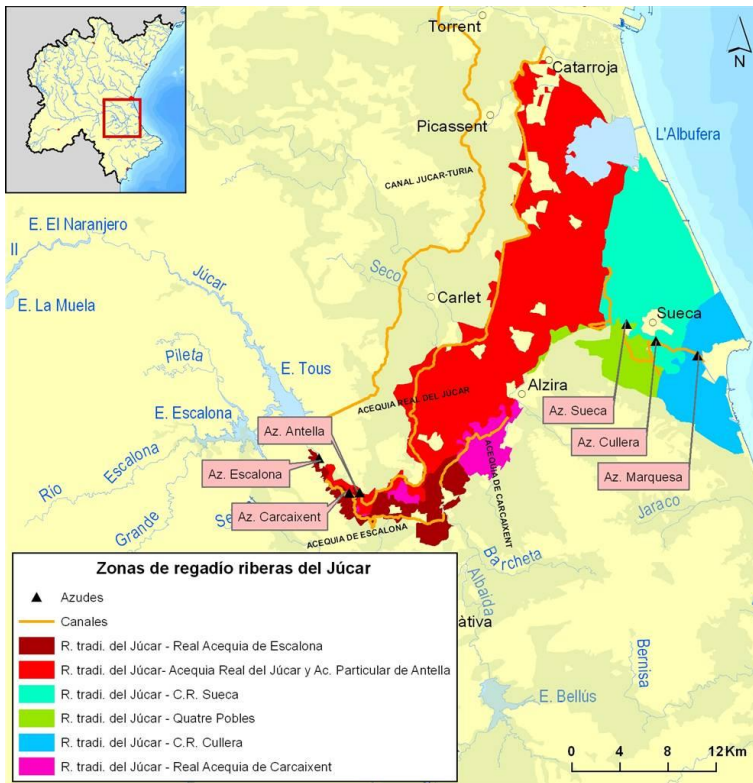 Torrent
Catarroja
N
Picassent
L'Albufera
CANAL JUCAR-TURIA
E. El Naranjero
II
Júcar
Seco
E. La Muela
Carlet
Sueca
Pileta
E. Tous
Az. Sueca
ACEQUIA REAL DEL JÚCAR
Alzira
E. Escalona
Az. Antella
Az. Cullera
Escalona
Az. Escalona
Az. Marquesa
Río
Az. Carcaixent
ACEQUIA DE CARCAIXENT
Grande
Jaraco
ACEQUIA DE ESCALONA
Barcheta
Albaida
àtiva
Bernisa
E. Bellús
Zonas de regadío riberas del Júcar
Azudes
Canales
R. tradi. del Júcar - Real Acequia de Escalona
R. tradi. del Júcar- Acequia Real del Júcar y Ac. Particular de Antella
R. tradi. del Júcar - C.R. Sueca
R. tradi. del Júcar - Quatre Pobles
R. tradi. del Júcar - C.R. Cullera
R. tradi. del Júcar - Real Acequia de Carcaixent
0 4 8 12 Km